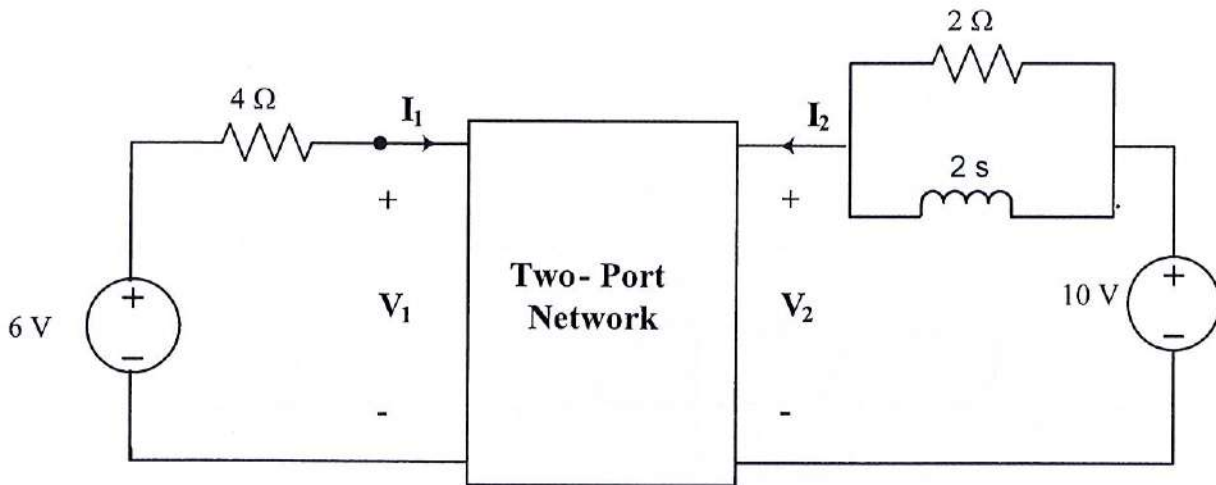 2 Ω
4 Ω
I₁
I₂
2 s
+
+
+
+
6 V
V₁
Two- Port
Network
V₂
10 V
−
−
-
-